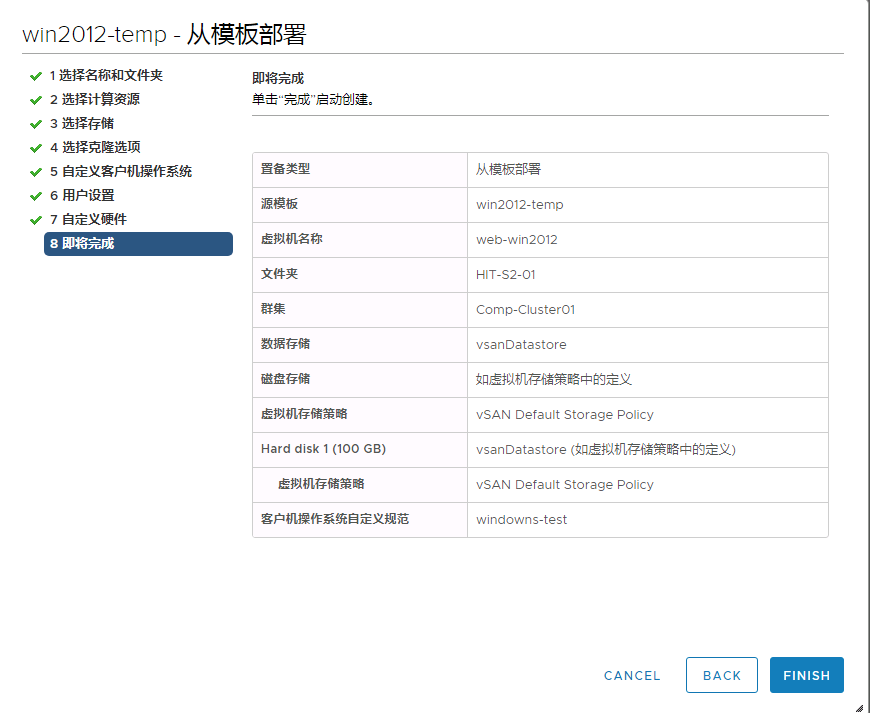 win2012-temp - 从模板部署
1 选择名称和文件夹
2 选择计算资源
3 选择存储
4 选择克隆选项
5 自定义客户机操作系统
6 用户设置
7 自定义硬件
8 即将完成
即将完成
单击“完成”启动创建。
置备类型 从模板部署
源模板 win2012-temp
虚拟机名称 web-win2012
文件夹 HIT-S2-01
群集 Comp-Cluster01
数据存储 vsanDatastore
磁盘存储 如虚拟机存储策略中的定义
虚拟机存储策略 vSAN Default Storage Policy
Hard disk 1 (100 GB) vsanDatastore (如虚拟机存储策略中的定义)
虚拟机存储策略 vSAN Default Storage Policy
客户机操作系统自定义规范 windowns-test
CANCEL BACK FINISH